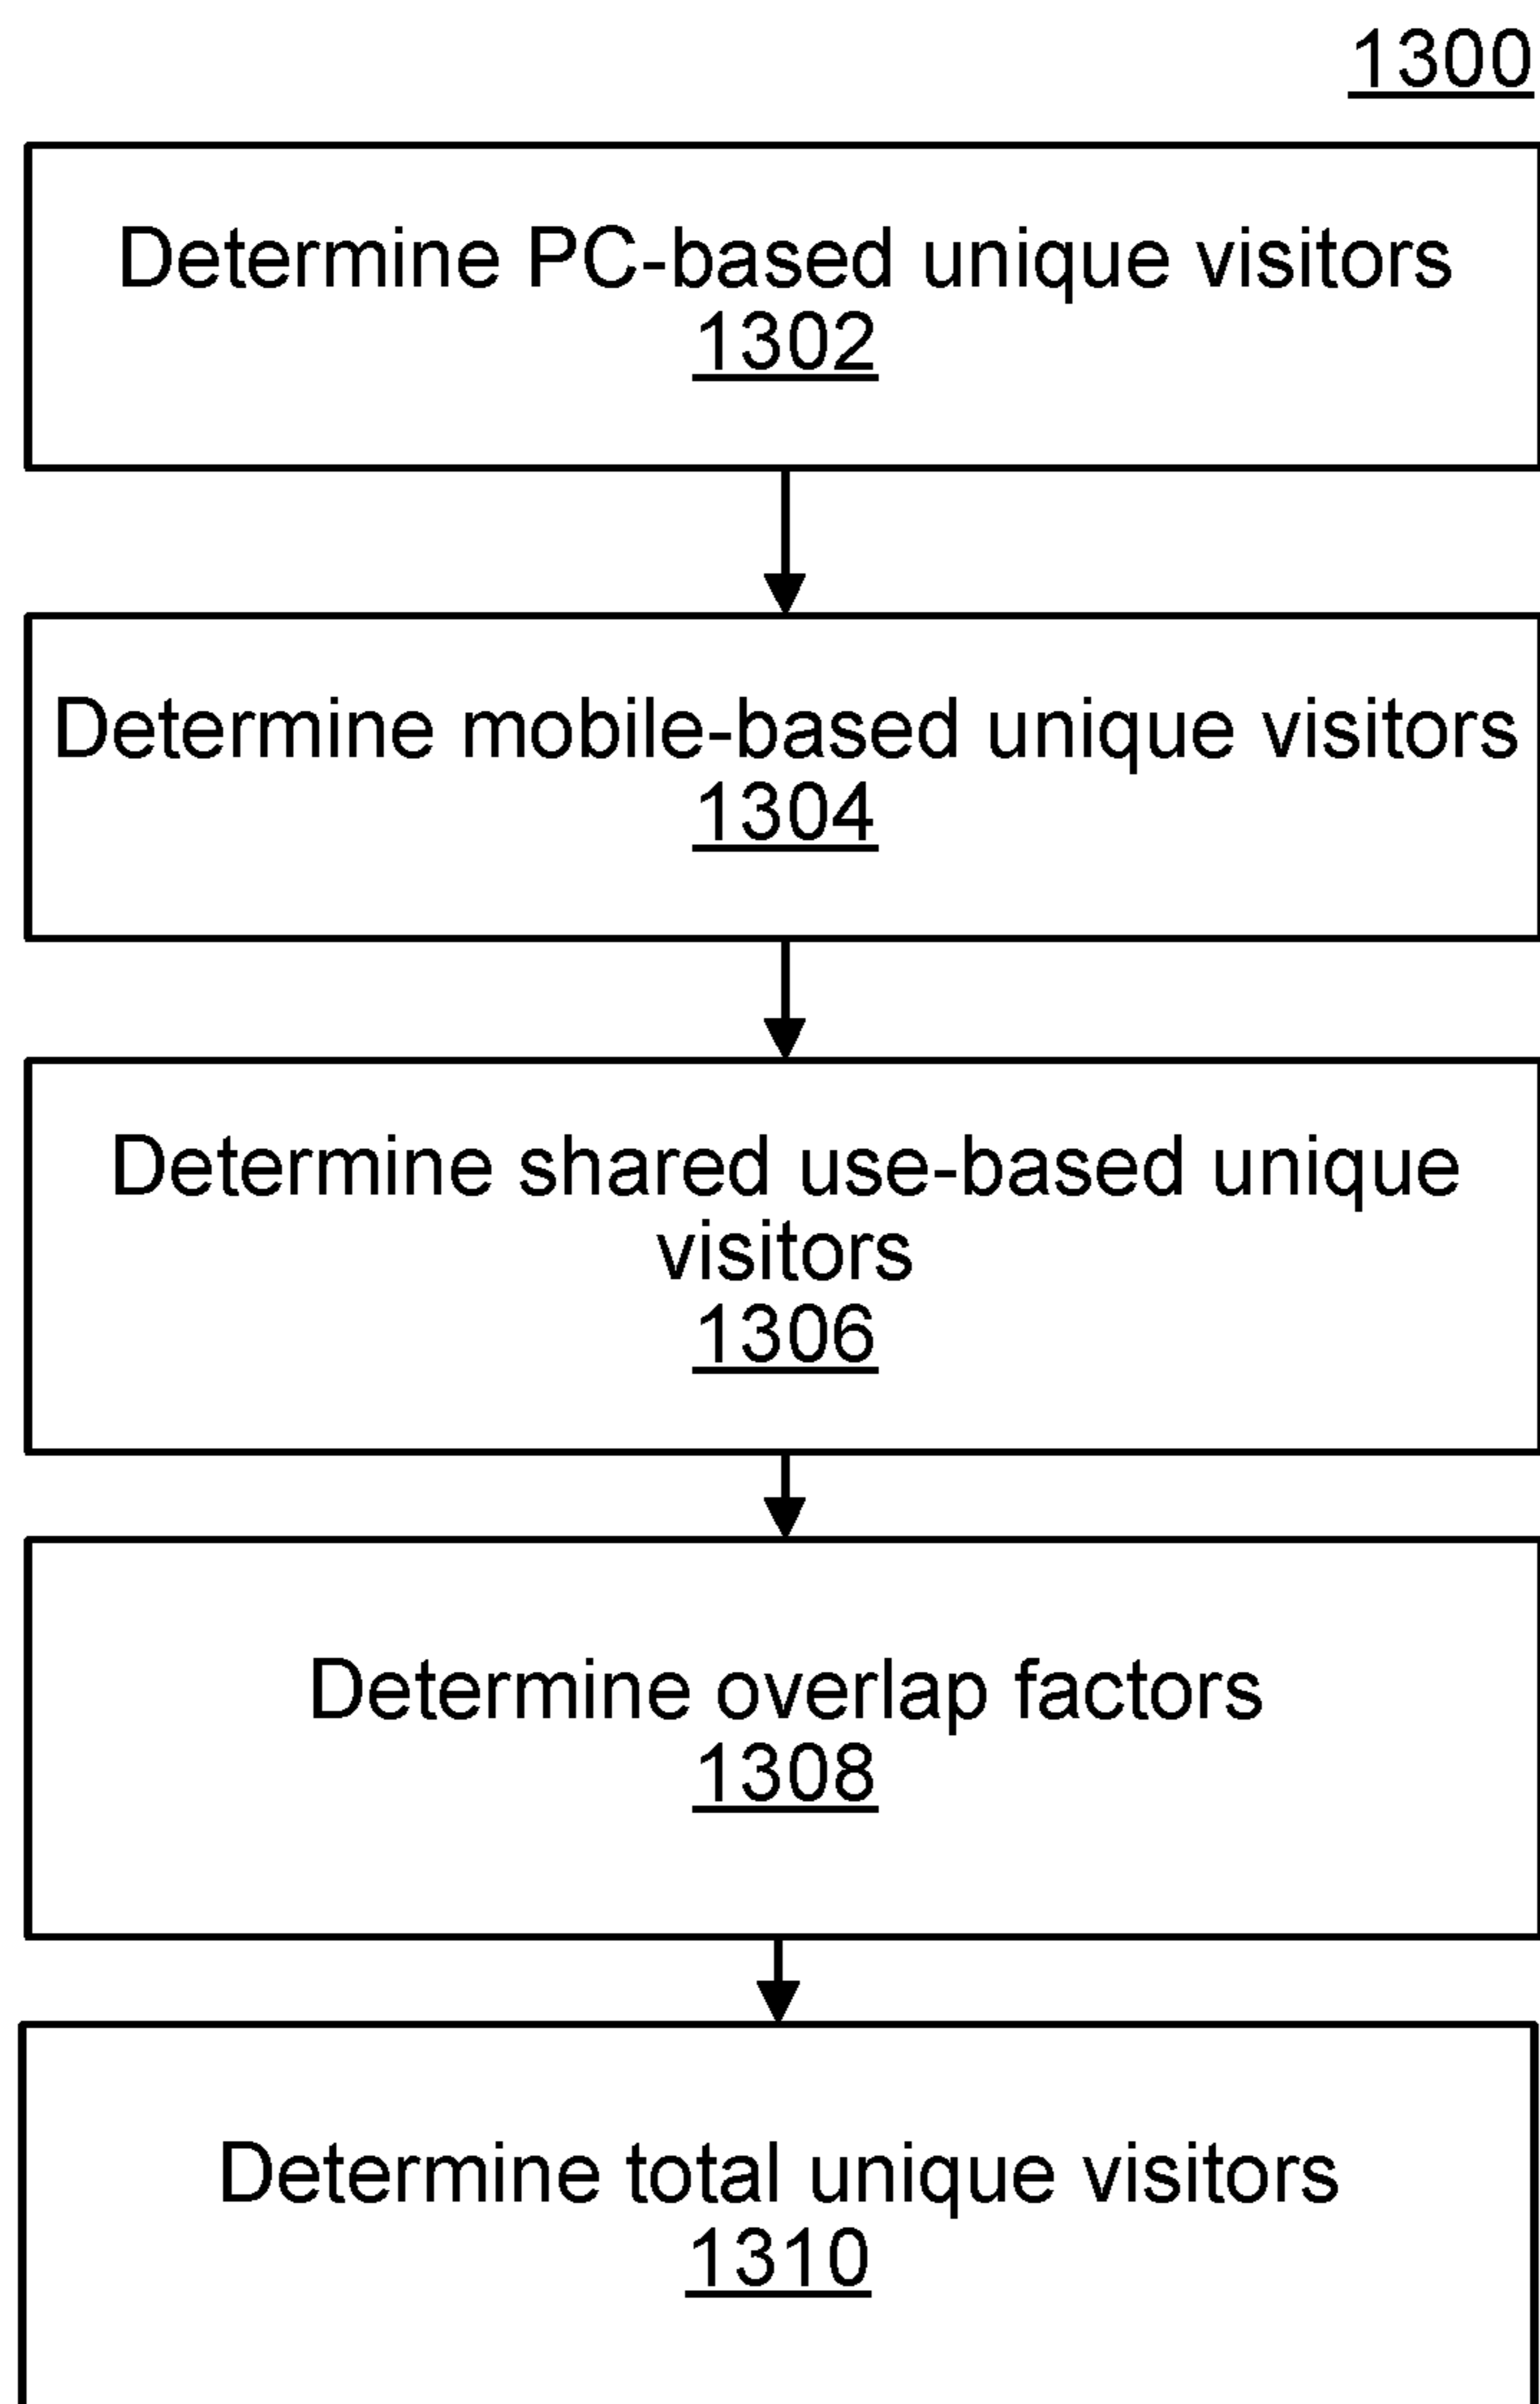 1300
Determine PC-based unique visitors
1302
Determine mobile-based unique visitors
1304
Determine shared use-based unique
visitors
1306
Determine overlap factors
1308
Determine total unique visitors
1310